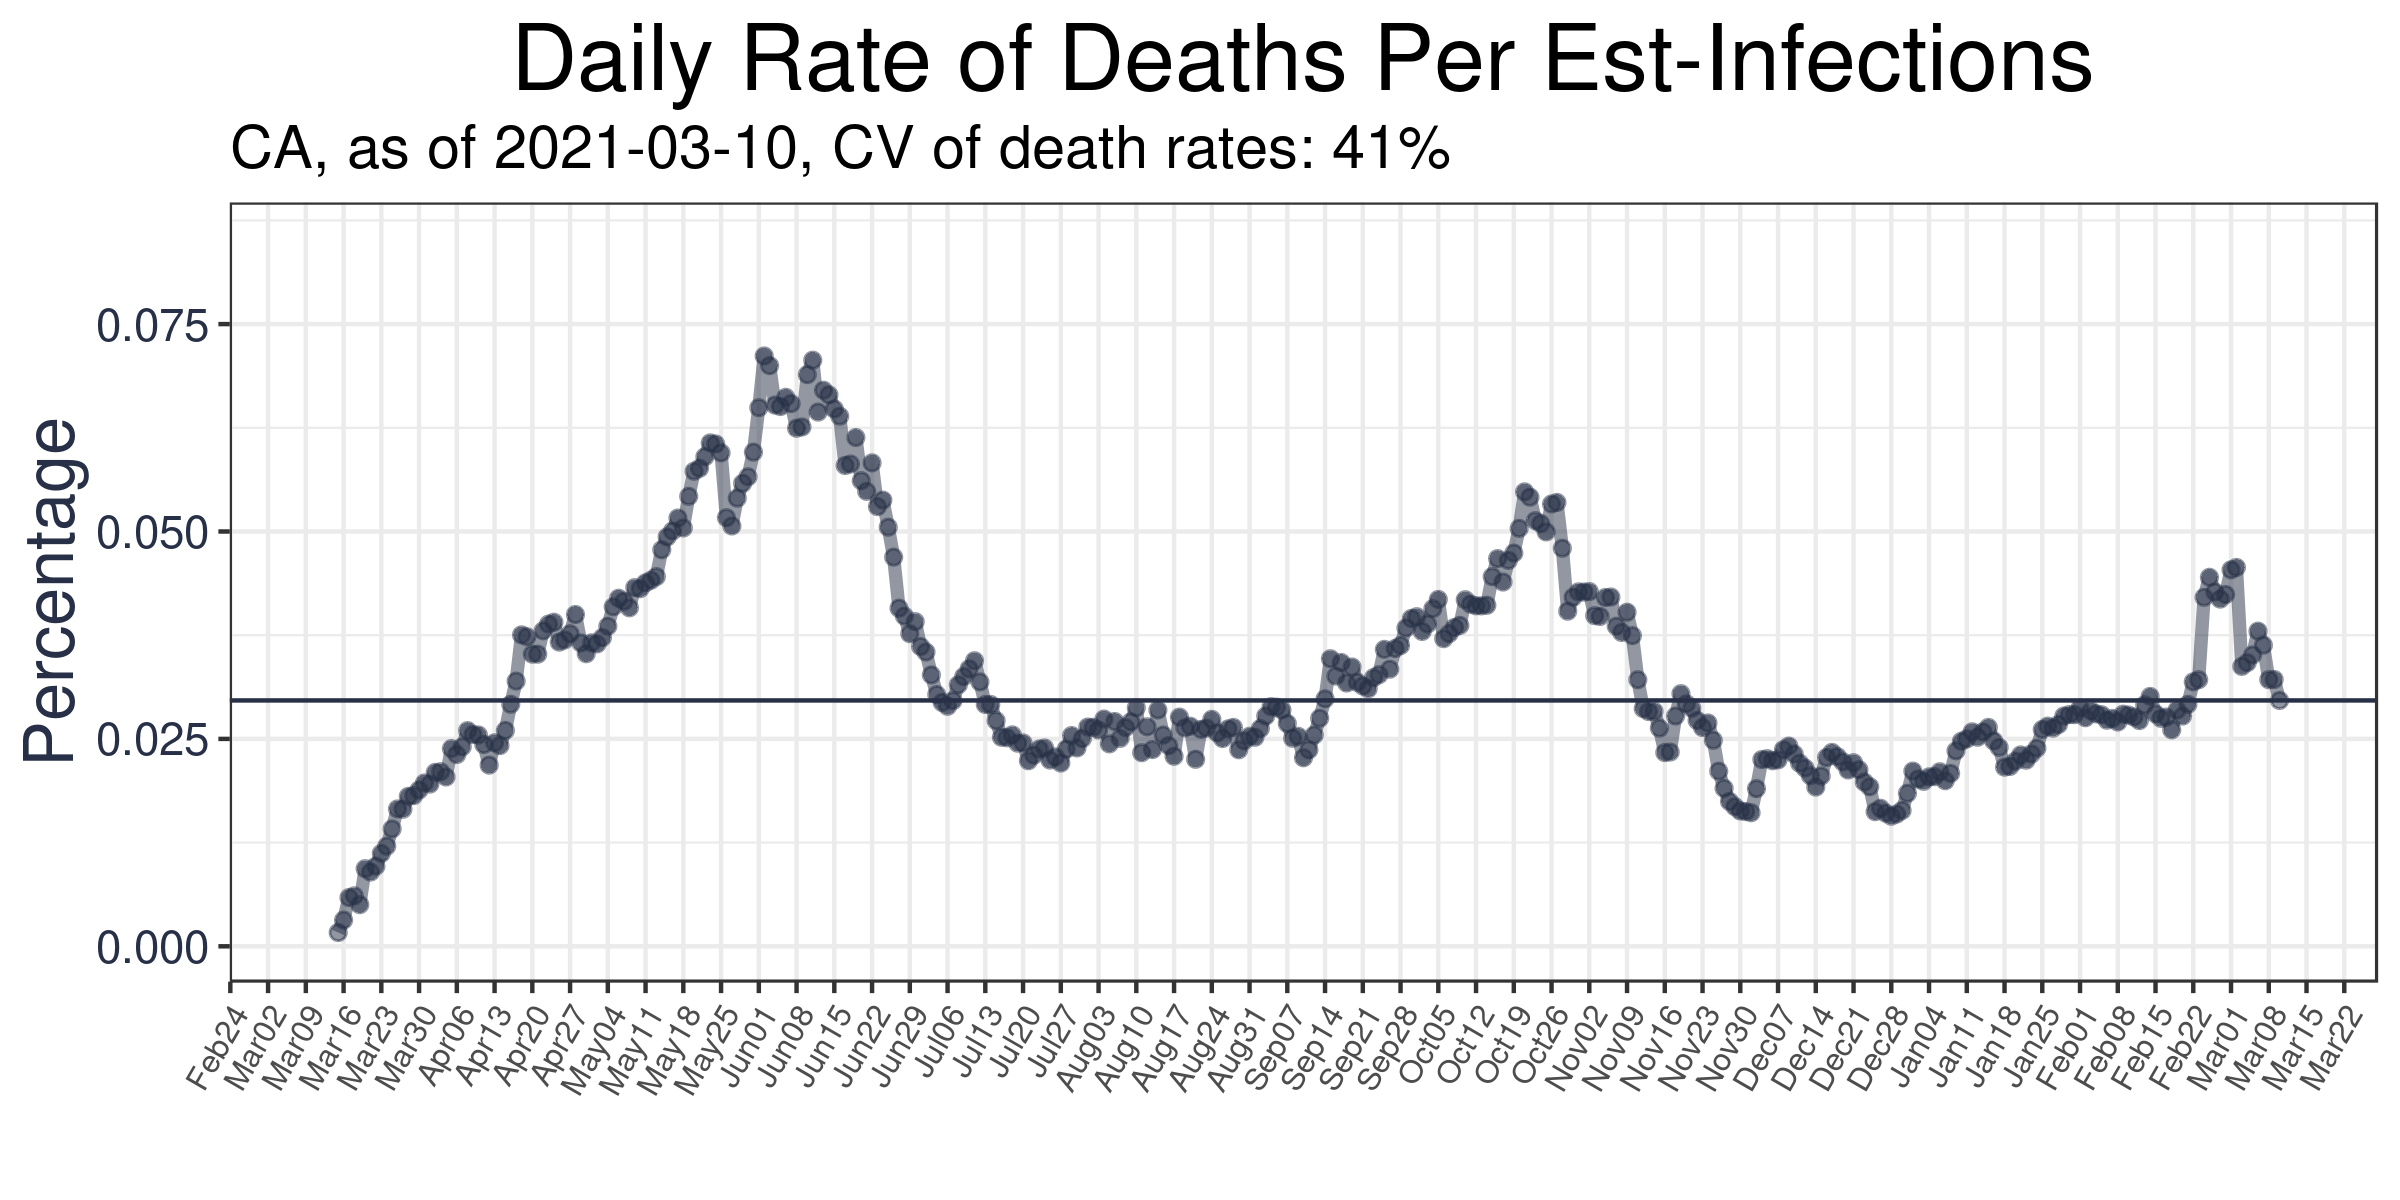 Daily Rate of Deaths Per Est-Infections
CA, as of 2021-03-10, CV of death rates: 41%
Percentage
0.075
0.050
0.025
0.000
Feb24
Mar02
Mar09
Mar16
Mar23
Mar30
Apr06
Apr13
Apr20
Apr27
May04
May11
May18
May25
Jun01
Jun08
Jun15
Jun22
Jun29
Jul06
Jul13
Jul20
Jul27
Aug03
Aug10
Aug17
Aug24
Aug31
Sep07
Sep14
Sep21
Sep28
Oct05
Oct12
Oct19
Oct26
Nov02
Nov09
Nov16
Nov23
Nov30
Dec07
Dec14
Dec21
Dec28
Jan04
Jan11
Jan18
Jan25
Feb01
Feb08
Feb15
Feb22
Mar01
Mar08
Mar15
Mar22